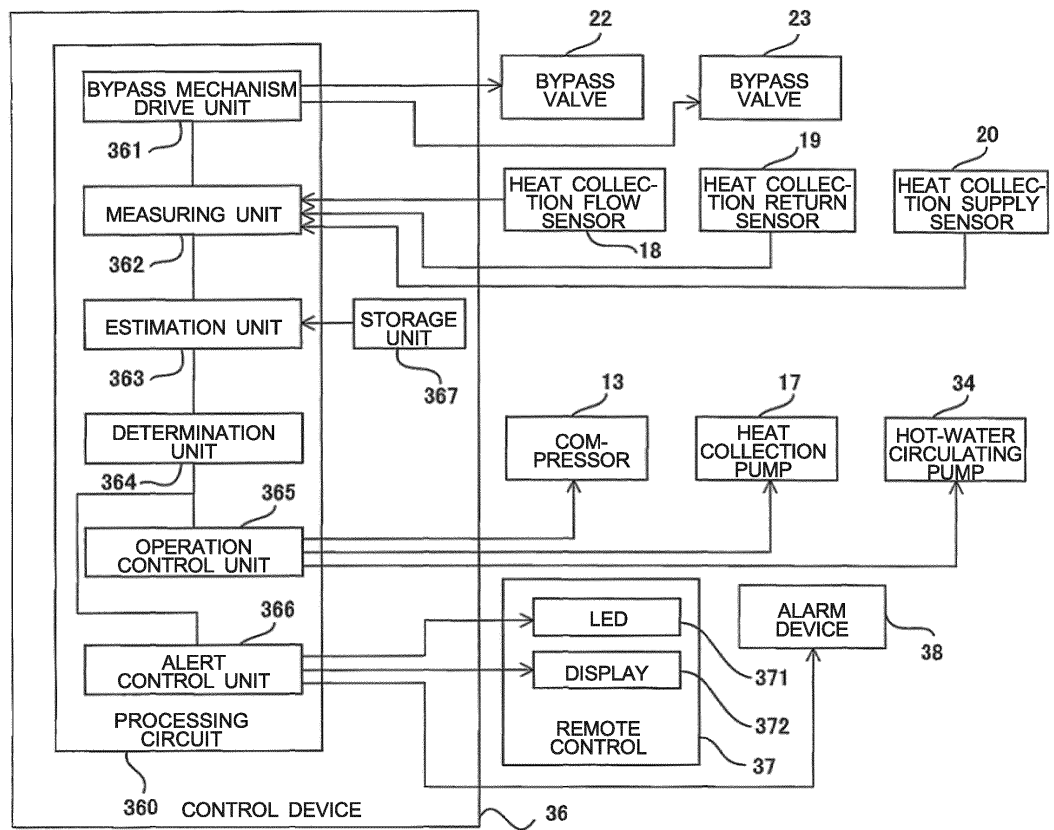 22
23
BYPASS MECHANISM
DRIVE UNIT
BYPASS
VALVE
BYPASS
VALVE
361
19
20
MEASURING UNIT
HEAT COLLEC-
TION FLOW
SENSOR
HEAT COLLEC-
TION RETURN
SENSOR
HEAT COLLEC-
TION SUPPLY
SENSOR
362
18
ESTIMATION UNIT
STORAGE
UNIT
363
367
13
17
34
DETERMINATION
UNIT
COM-
PRESSOR
HEAT
COLLECTION
PUMP
HOT-WATER
CIRCULATING
PUMP
364
365
OPERATION
CONTROL UNIT
366
LED
ALARM
DEVICE
38
ALERT
CONTROL UNIT
DISPLAY
371
372
PROCESSING
CIRCUIT
REMOTE
CONTROL
37
360
CONTROL DEVICE
36